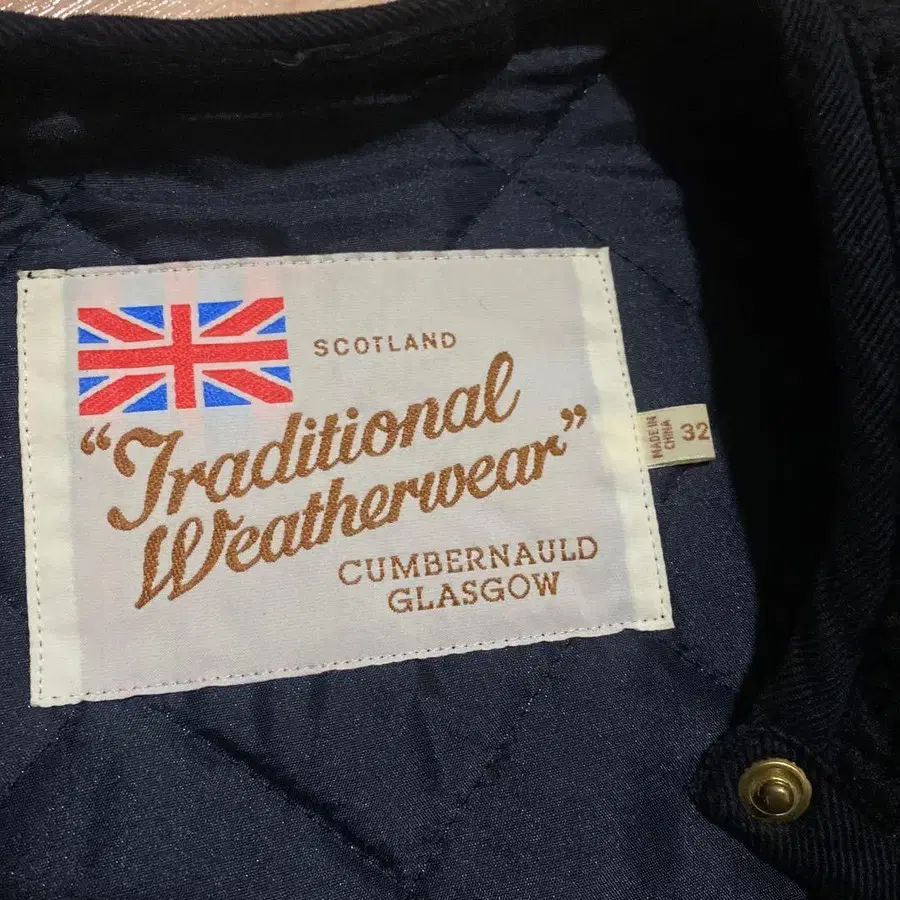 SCOTLAND
"Traditional
Weatherwear"
CUMBERNAULD
GLASGOW
MADE IN
CHINA
32